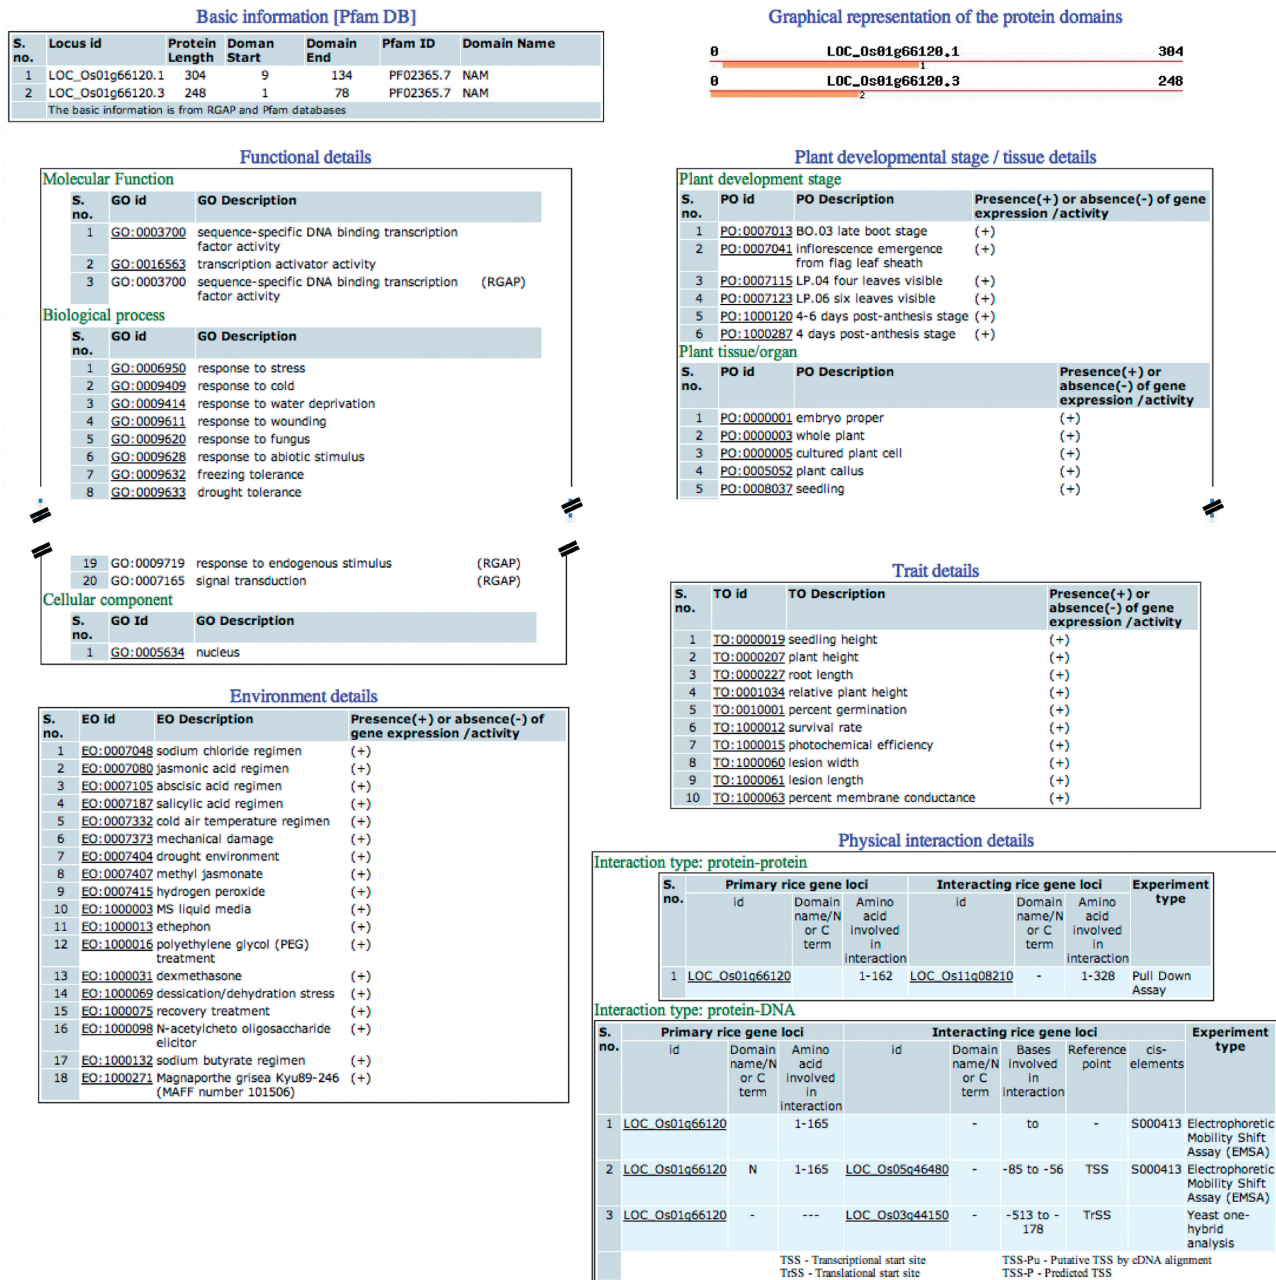 Basic information [Pfam DB]
S. no. Locus id Protein Length Doman Start Domain End Pfam ID Domain Name
1 LOC_Os01g66120.1 304 9 134 PF02365.7 NAM
2 LOC_Os01g66120.3 248 1 78 PF02365.7 NAM
The basic information is from RGAP and Pfam databases
Graphical representation of the protein domains
0 LOC_Os01g66120.1 304
1
0 LOC_Os01g66120.3 248
2
Functional details
Molecular Function
S. no. GO id GO Description
1 GO:0003700 sequence-specific DNA binding transcription
factor activity
2 GO:0016563 transcription activator activity
3 GO:0003700 sequence-specific DNA binding transcription (RGAP)
factor activity
Biological process
S. no. GO id GO Description
1 GO:0006950 response to stress
2 GO:0009409 response to cold
3 GO:0009414 response to water deprivation
4 GO:0009611 response to wounding
5 GO:0009620 response to fungus
6 GO:0009628 response to abiotic stimulus
7 GO:0009632 freezing tolerance
8 GO:0009633 drought tolerance
19 GO:0009719 response to endogenous stimulus (RGAP)
20 GO:0007165 signal transduction (RGAP)
Cellular component
S. no. GO Id GO Description
1 GO:0005634 nucleus
Plant developmental stage / tissue details
Plant development stage
S. no. PO id PO Description Presence(+) or absence(-) of gene expression /activity
1 PO:0007013 BO.03 late boot stage (+)
2 PO:0007041 inflorescence emergence (+)
from flag leaf sheath
3 PO:0007115 LP.04 four leaves visible (+)
4 PO:0007123 LP.06 six leaves visible (+)
5 PO:1000120 4-6 days post-anthesis stage (+)
6 PO:1000287 4 days post-anthesis stage (+)
Plant tissue/organ
S. no. PO id PO Description Presence(+) or absence(-) of gene expression /activity
1 PO:0000001 embryo proper (+)
2 PO:0000003 whole plant (+)
3 PO:0000005 cultured plant cell (+)
4 PO:0005052 plant callus (+)
5 PO:0008037 seedling (+)
Trait details
S. no. TO id TO Description Presence(+) or absence(-) of gene expression /activity
1 TO:0000019 seedling height (+)
2 TO:0000207 plant height (+)
3 TO:0000227 root length (+)
4 TO:0001034 relative plant height (+)
5 TO:0010001 percent germination (+)
6 TO:1000012 survival rate (+)
7 TO:1000015 photochemical efficiency (+)
8 TO:1000060 lesion width (+)
9 TO:1000061 lesion length (+)
10 TO:1000063 percent membrane conductance (+)
Environment details
S. no. EO id EO Description Presence(+) or absence(-) of gene expression /activity
1 EO:0007048 sodium chloride regimen (+)
2 EO:0007080 jasmonic acid regimen (+)
3 EO:0007105 abscisic acid regimen (+)
4 EO:0007187 salicylic acid regimen (+)
5 EO:0007332 cold air temperature regimen (+)
6 EO:0007373 mechanical damage (+)
7 EO:0007404 drought environment (+)
8 EO:0007407 methyl jasmonate (+)
9 EO:0007415 hydrogen peroxide (+)
10 EO:1000003 MS liquid media (+)
11 EO:1000013 ethephon (+)
12 EO:1000016 polyethylene glycol (PEG) (+)
treatment
13 EO:1000031 dexmethasone (+)
14 EO:1000069 dessication/dehydration stress (+)
15 EO:1000075 recovery treatment (+)
16 EO:1000098 N-acetylcheto oligosaccharide (+)
elicitor
17 EO:1000132 sodium butyrate regimen (+)
18 EO:1000271 Magnaporthe grisea Kyu89-246 (+)
(MAFF number 101506)
Physical interaction details
Interaction type: protein-protein
S. no. Primary rice gene loci Interacting rice gene loci Experiment type
id Domain name/N or C term Amino acid involved in interaction id Domain name/N or C term Amino acid involved in interaction
1 LOC_Os01g66120 1-162 LOC_Os11g08210 - 1-328 Pull Down
Assay
Interaction type: protein-DNA
S. no. Primary rice gene loci Interacting rice gene loci Experiment type
id Domain name/N or C term Amino acid involved in interaction id Domain name/N or C term Bases involved in interaction Reference point cis-elements
1 LOC_Os01g66120 1-165 - to - S000413 Electrophoretic
Mobility Shift
Assay (EMSA)
2 LOC_Os01g66120 N 1-165 LOC_Os05g46480 - -85 to -56 TSS S000413 Electrophoretic
Mobility Shift
Assay (EMSA)
3 LOC_Os01g66120 - --- LOC_Os03g44150 - -513 to - TrSS Yeast one-
178 hybrid
analysis
TSS - Transcriptional start site TSS-Pu - Putative TSS by cDNA alignment
TrSS - Translational start site TSS-P - Predicted TSS